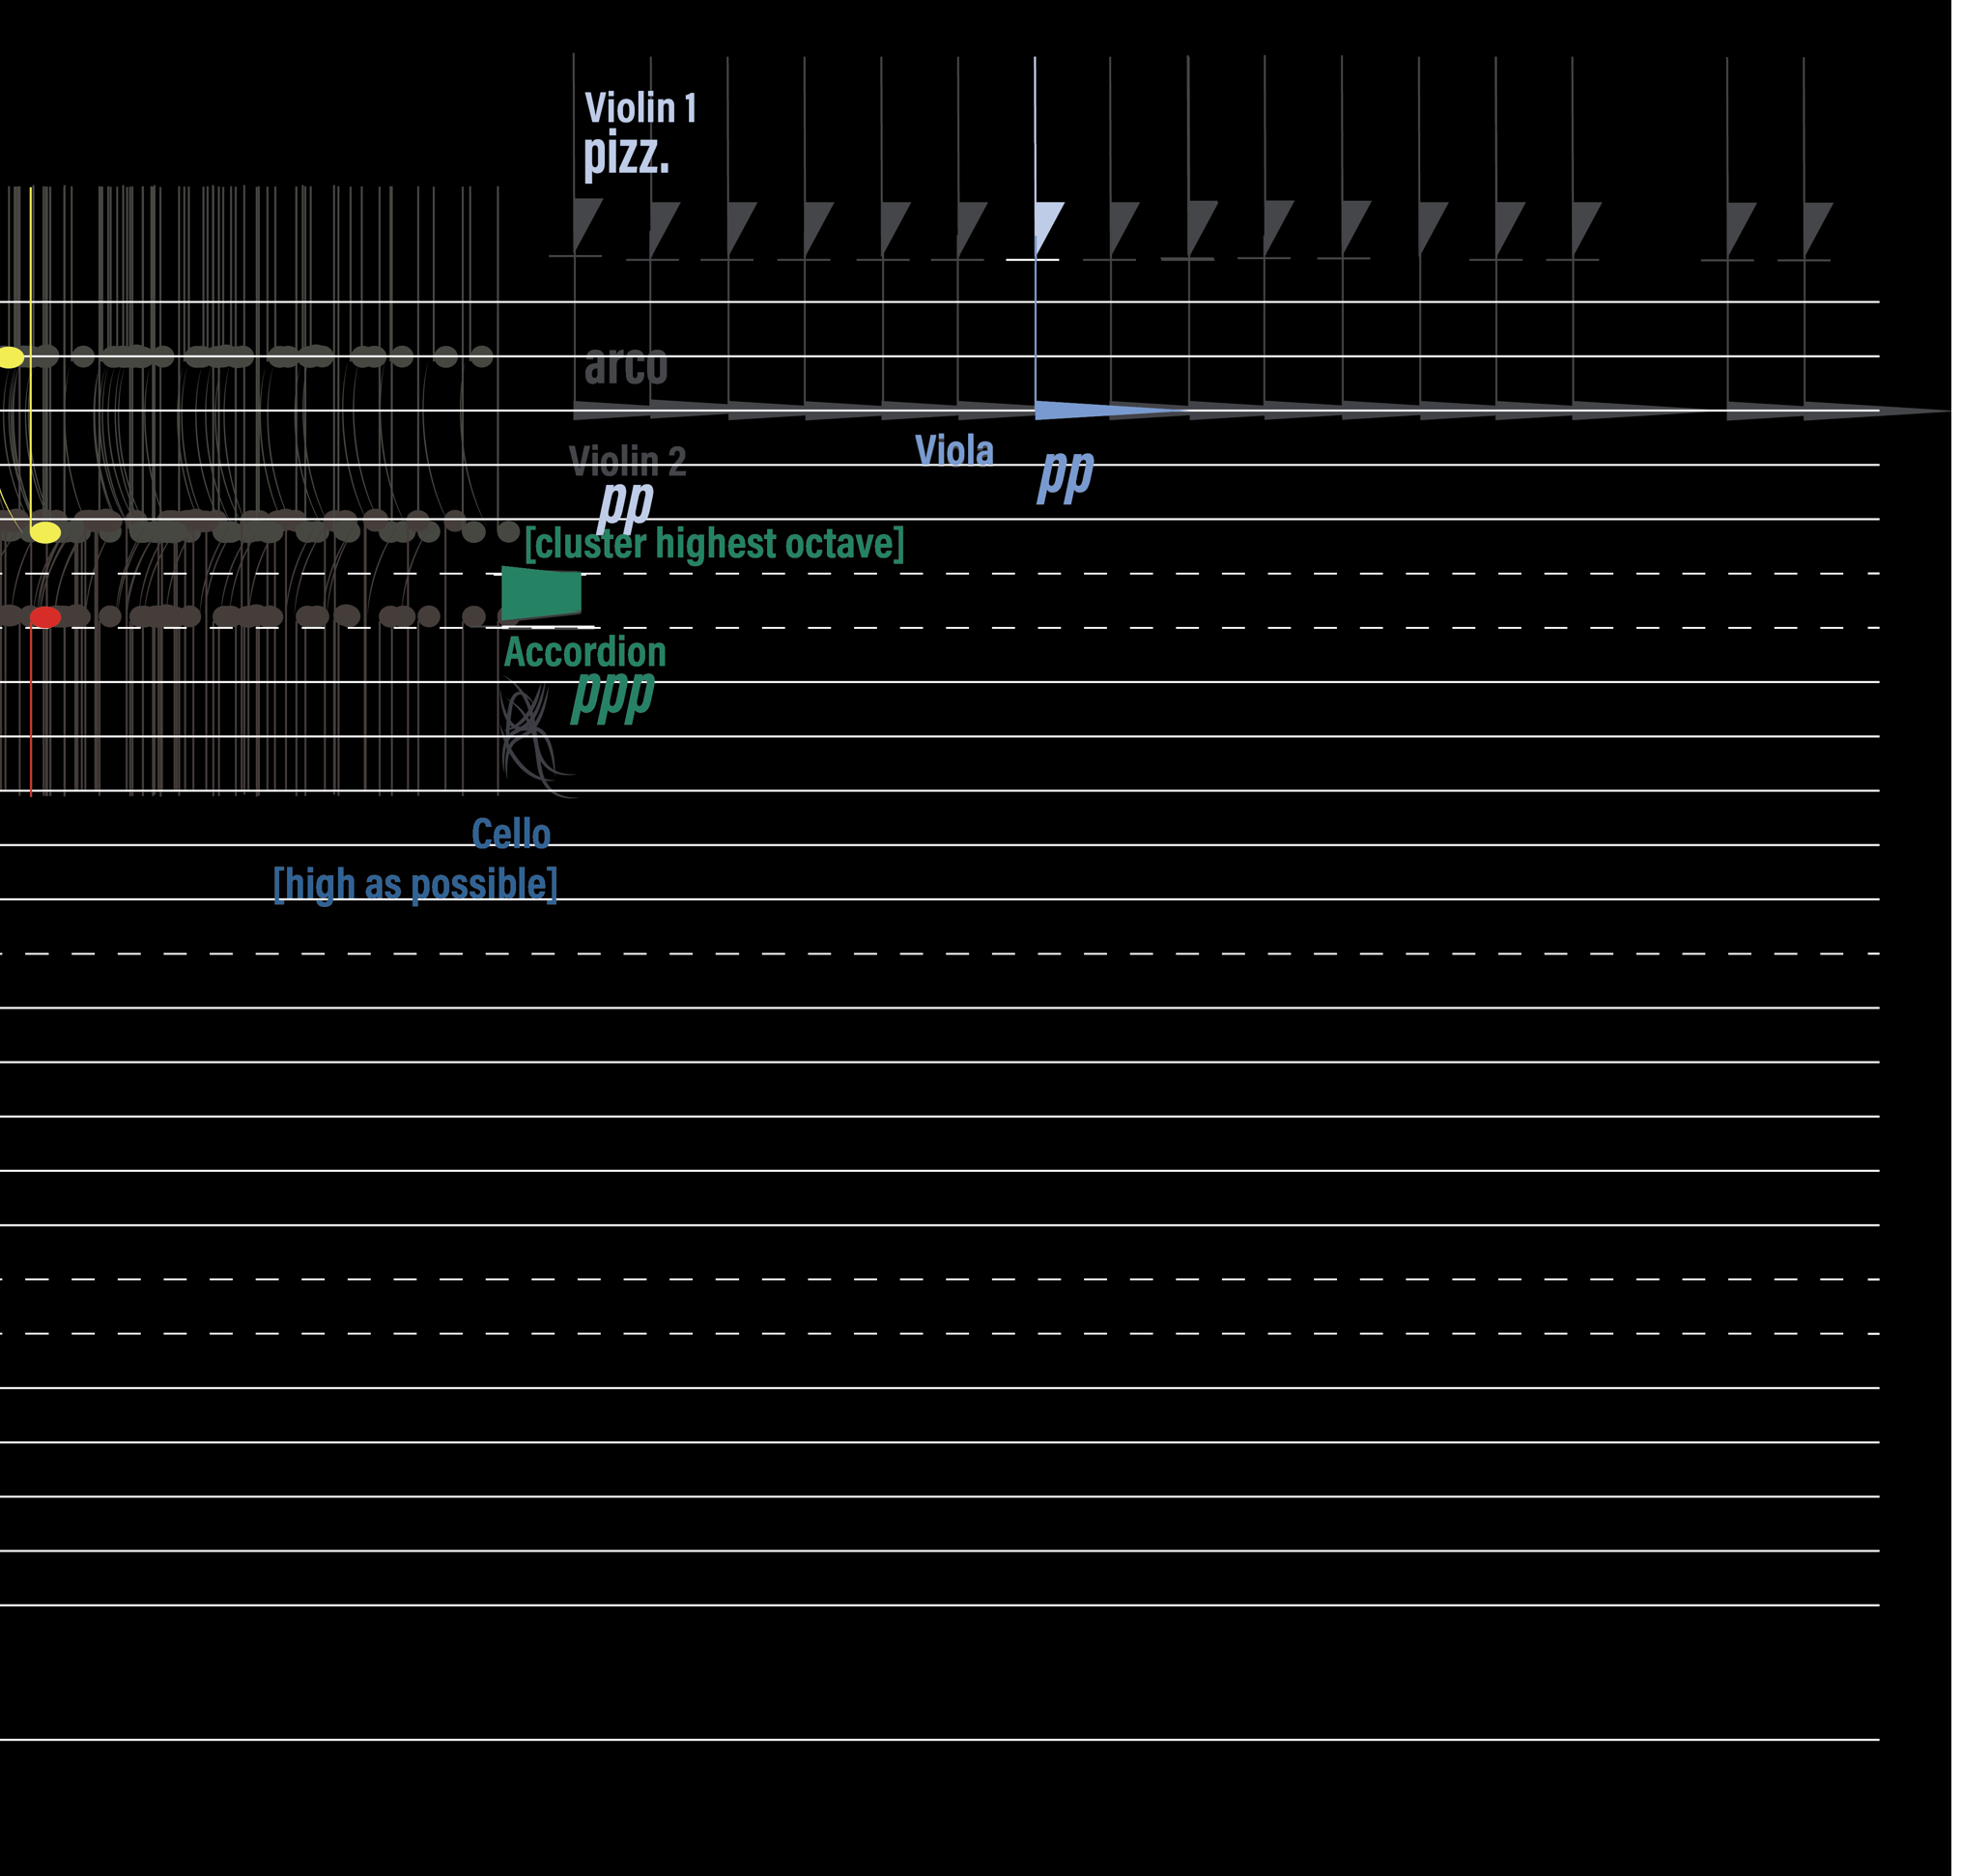 Violin 1
pizz.
arco
Violin 2
pp
Viola
pp
[cluster highest octave]
Accordion
ppp
Cello
[high as possible]